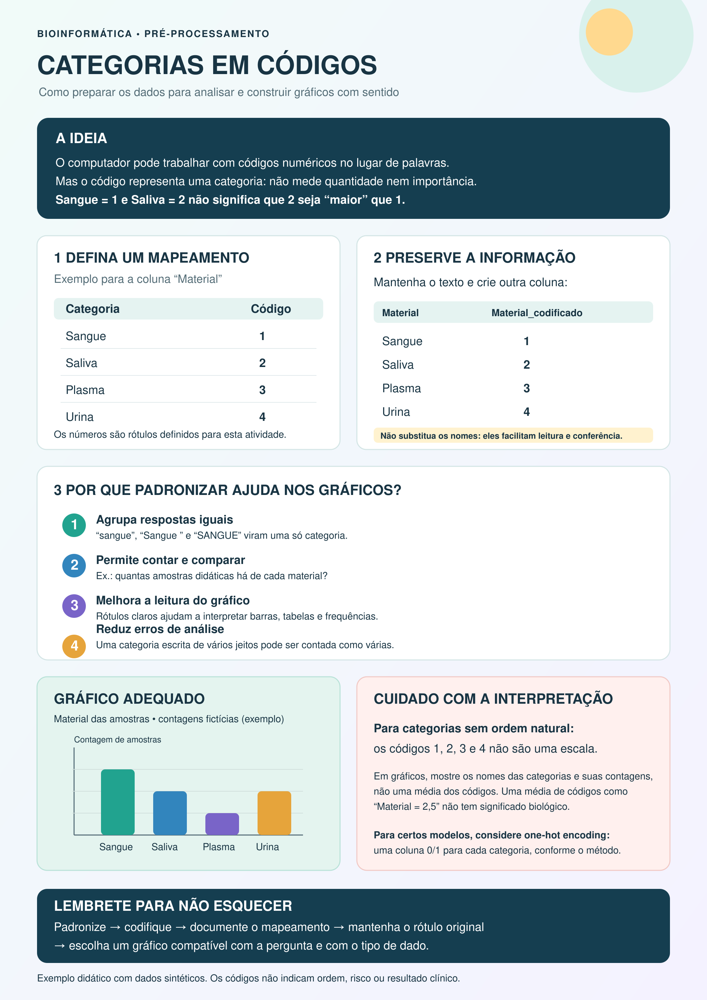 BIOINFORMÁTICA • PRÉ-PROCESSAMENTO
CATEGORIAS EM CÓDIGOS
Como preparar os dados para analisar e construir gráficos com sentido
A IDEIA
O computador pode trabalhar com códigos numéricos no lugar de palavras.
Mas o código representa uma categoria: não mede quantidade nem importância.
Sangue = 1 e Saliva = 2 não significa que 2 seja “maior” que 1.
1 DEFINA UM MAPEAMENTO
Exemplo para a coluna “Material”
Categoria Código
Sangue 1
Saliva 2
Plasma 3
Urina 4
Os números são rótulos definidos para esta atividade.
2 PRESERVE A INFORMAÇÃO
Mantenha o texto e crie outra coluna:
Material Material_codificado
Sangue 1
Saliva 2
Plasma 3
Urina 4
Não substitua os nomes: eles facilitam leitura e conferência.
3 POR QUE PADRONIZAR AJUDA NOS GRÁFICOS?
1 Agrupa respostas iguais
“sangue”, “Sangue ” e “SANGUE” viram uma só categoria.
2 Permite contar e comparar
Ex.: quantas amostras didáticas há de cada material?
3 Melhora a leitura do gráfico
Rótulos claros ajudam a interpretar barras, tabelas e frequências.
Reduz erros de análise
4 Uma categoria escrita de vários jeitos pode ser contada como várias.
GRÁFICO ADEQUADO
Material das amostras • contagens fictícias (exemplo)
Contagem de amostras
Sangue Saliva Plasma Urina
CUIDADO COM A INTERPRETAÇÃO
Para categorias sem ordem natural:
os códigos 1, 2, 3 e 4 não são uma escala.
Em gráficos, mostre os nomes das categorias e suas contagens,
não uma média dos códigos. Uma média de códigos como
“Material = 2,5” não tem significado biológico.
Para certos modelos, considere one-hot encoding:
uma coluna 0/1 para cada categoria, conforme o método.
LEMBRETE PARA NÃO ESQUECER
Padronize → codifique → documente o mapeamento → mantenha o rótulo original
→ escolha um gráfico compatível com a pergunta e com o tipo de dado.
Exemplo didático com dados sintéticos. Os códigos não indicam ordem, risco ou resultado clínico.